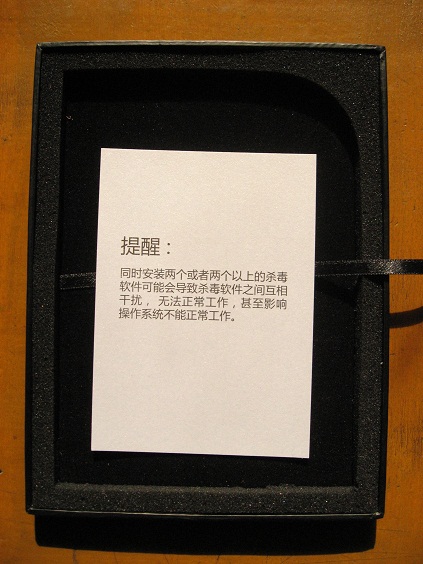 提醒：
同时安装两个或者两个以上的杀毒
软件可能会导致杀毒软件之间互相
干扰，无法正常工作，甚至影响
操作系统不能正常工作。